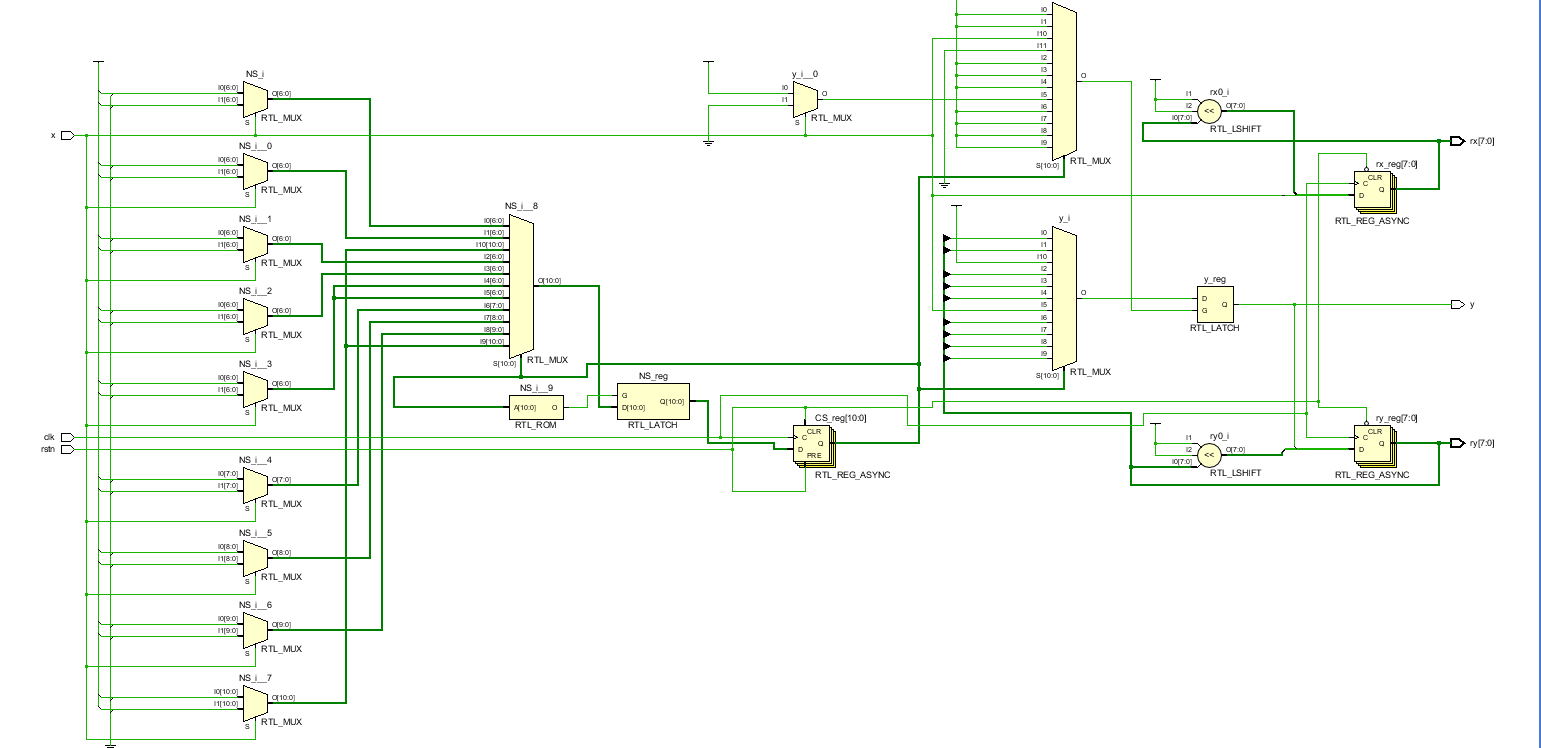 x
clk
rstn
NS_i
I0[6:0]
I1[6:0]
O[6:0]
S
RTL_MUX
NS_i__0
I0[6:0]
I1[6:0]
O[6:0]
S
RTL_MUX
NS_i__1
I0[6:0]
I1[6:0]
O[6:0]
S
RTL_MUX
NS_i__2
I0[6:0]
I1[6:0]
O[6:0]
S
RTL_MUX
NS_i__3
I0[6:0]
I1[6:0]
O[6:0]
S
RTL_MUX
NS_i__4
I0[7:0]
I1[7:0]
O[7:0]
S
RTL_MUX
NS_i__5
I0[8:0]
I1[8:0]
O[8:0]
S
RTL_MUX
NS_i__6
I0[9:0]
I1[9:0]
O[9:0]
S
RTL_MUX
NS_i__7
I0[10:0]
I1[10:0]
O[10:0]
S
RTL_MUX
NS_i__8
I0[6:0]
I1[6:0]
I10[10:0]
I2[6:0]
I3[6:0]
I4[6:0]
I5[6:0]
I6[7:0]
I7[8:0]
I8[9:0]
I9[10:0]
O[10:0]
S[10:0]
RTL_MUX
NS_i__9
A[10:0]
O
RTL_ROM
NS_reg
G
D[10:0]
Q[10:0]
RTL_LATCH
y_i__0
I0
I1
O
S
RTL_MUX
CS_reg[10:0]
CLR
C
Q
D
PRE
RTL_REG_ASYNC
I0
I1
I10
I11
I2
I3
I4
I5
I6
I7
I8
I9
O
S[10:0]
RTL_MUX
y_i
I0
I1
I10
I2
I3
I4
I5
I6
I7
I8
I9
O
S[10:0]
RTL_MUX
rx0_i
I1
I2
I0[7:0]
<<
O[7:0]
RTL_LSHIFT
rx_reg[7:0]
CLR
C
Q
D
RTL_REG_ASYNC
rx[7:0]
y_reg
D
Q
G
RTL_LATCH
y
ry0_i
I1
I2
I0[7:0]
<<
O[7:0]
RTL_LSHIFT
ry_reg[7:0]
CLR
C
Q
D
RTL_REG_ASYNC
ry[7:0]